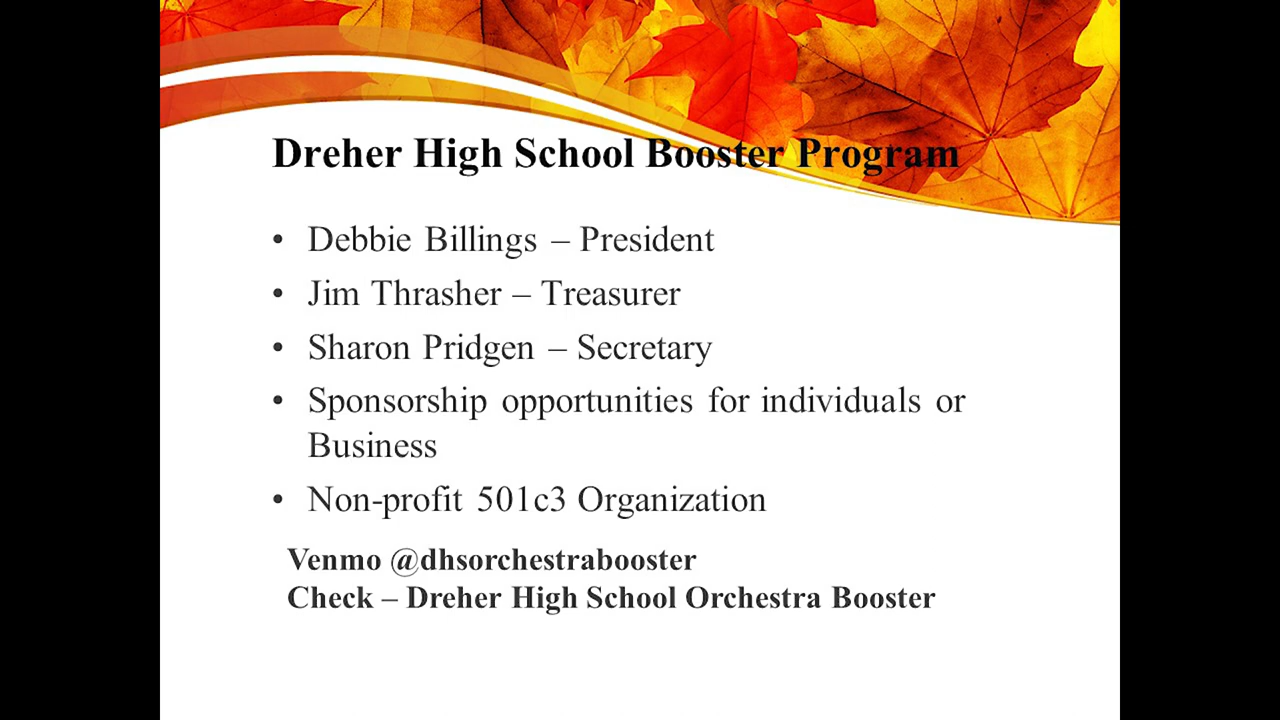 Dreher High School Booster Program
• Debbie Billings – President
• Jim Thrasher – Treasurer
• Sharon Pridgen – Secretary
• Sponsorship opportunities for individuals or
Business
• Non-profit 501c3 Organization
Venmo @dhsorchestrabooster
Check – Dreher High School Orchestra Booster